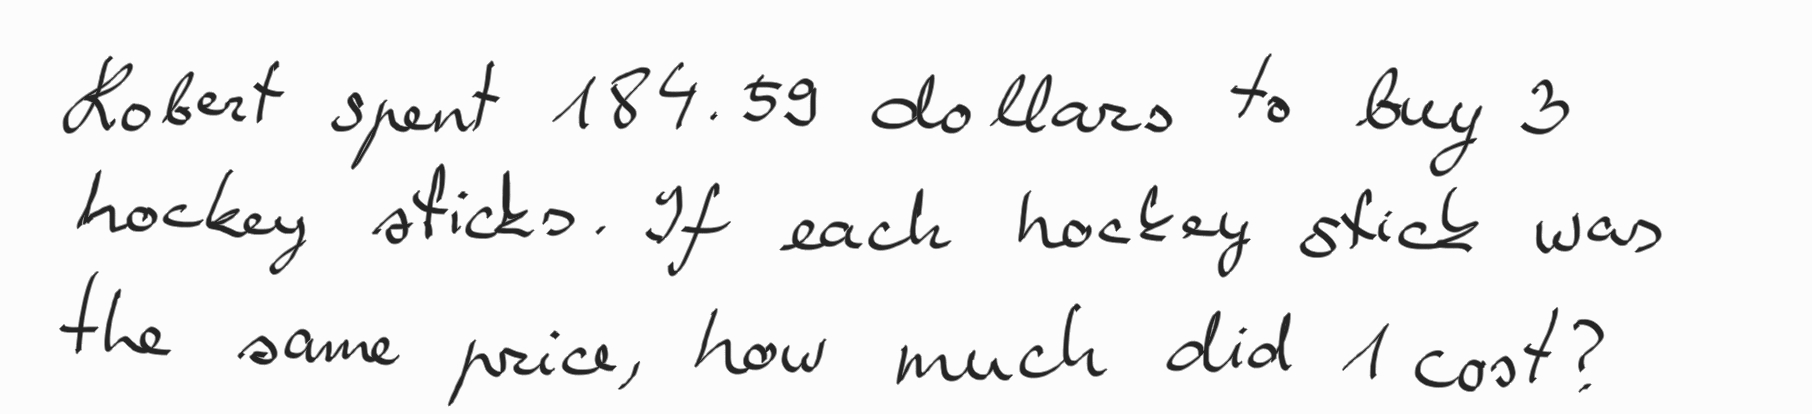 Robert spent 184.59 dollars to buy 3
hockey sticks. If each hockey stick was
the same price, how much did 1 cost?